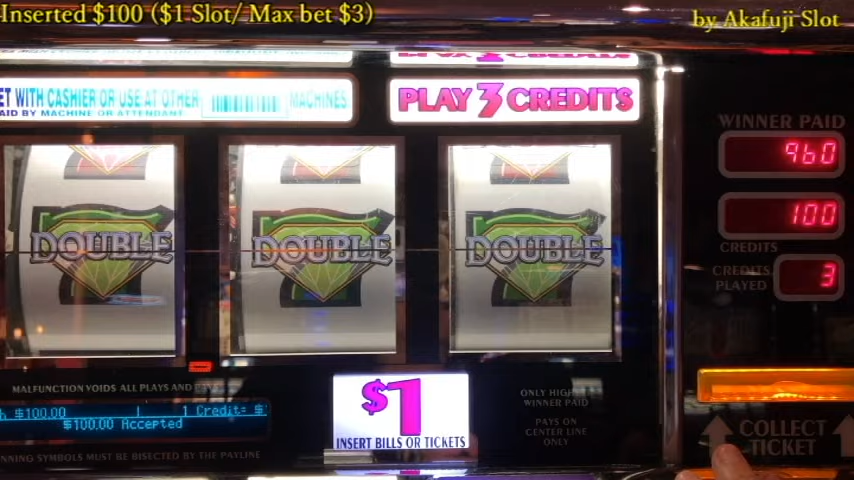 Inserted $100 ($1 Slot/ Max bet $3)
by Akafuji Slot
ET WITH CASHIER OR USE AT OTHER MACHINES
AID BY MACHINE OR ATTENDANT
PLAY 3 CREDITS
WINNER PAID
960
100
CREDITS
CREDITS
PLAYED
3
DOUBLE
DOUBLE
DOUBLE
MALFUNCTION VOIDS ALL PLAYS AND
h $100.00 | 1 Credit= $
$100.00 Accepted
NNING SYMBOLS MUST BE BISECTED BY THE PAYLINE
$1
INSERT BILLS OR TICKETS
ONLY HIGHEST
WINNER PAID
PAYS ON
CENTER LINE
ONLY
COLLECT
TICKET